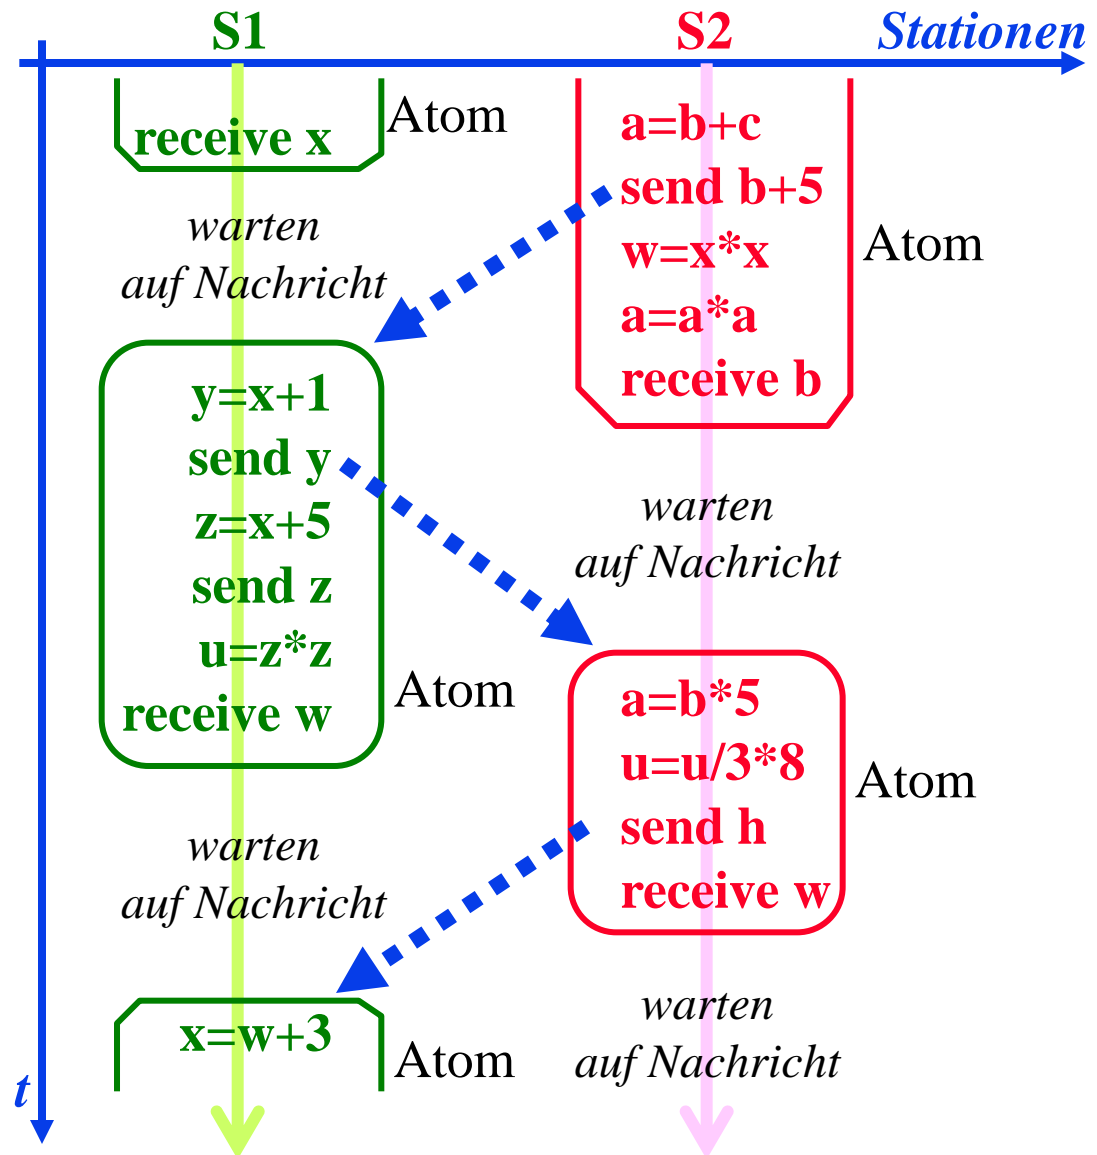 S1
S2
Stationen
receive x
Atom
warten
auf Nachricht
a=b+c
send b+5
w=x*x
a=a*a
receive b
Atom
y=x+1
send y
z=x+5
send z
u=z*z
receive w
Atom
warten
auf Nachricht
a=b*5
u=u/3*8
send h
receive w
Atom
warten
auf Nachricht
x=w+3
Atom
warten
auf Nachricht
t